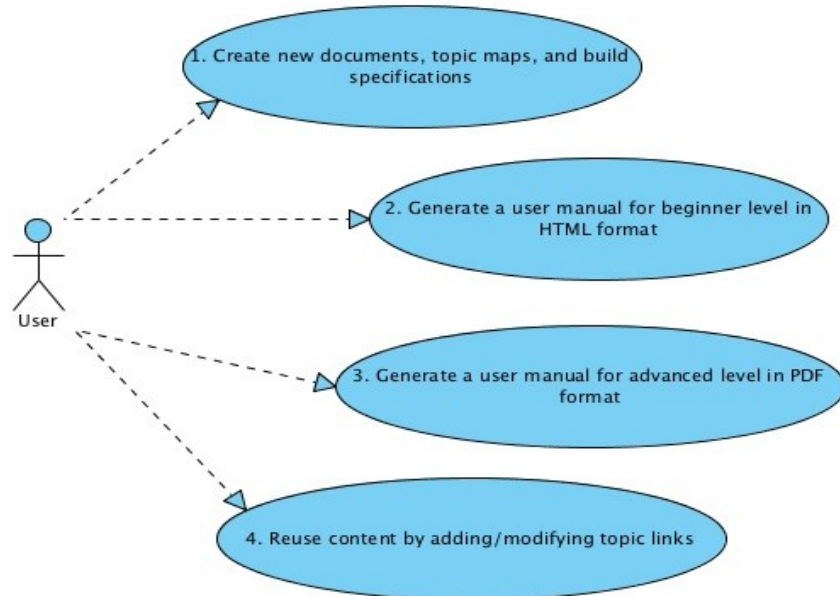 1. Create new documents, topic maps, and build
specifications
2. Generate a user manual for beginner level in
HTML format
User
3. Generate a user manual for advanced level in PDF
format
4. Reuse content by adding/modifying topic links